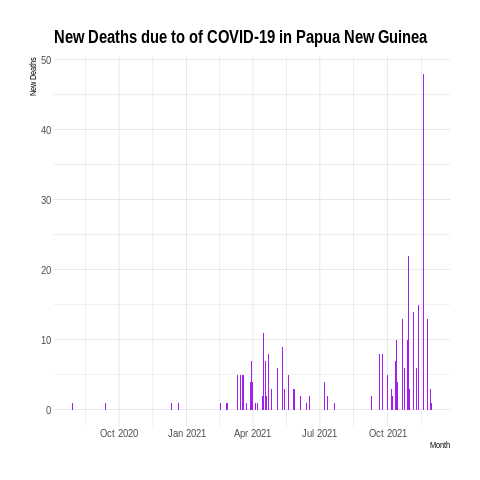 New Deaths due to of COVID-19 in Papua New Guinea
New Deaths
50
40
30
20
10
0
Oct 2020 Jan 2021 Apr 2021 Jul 2021 Oct 2021
Month